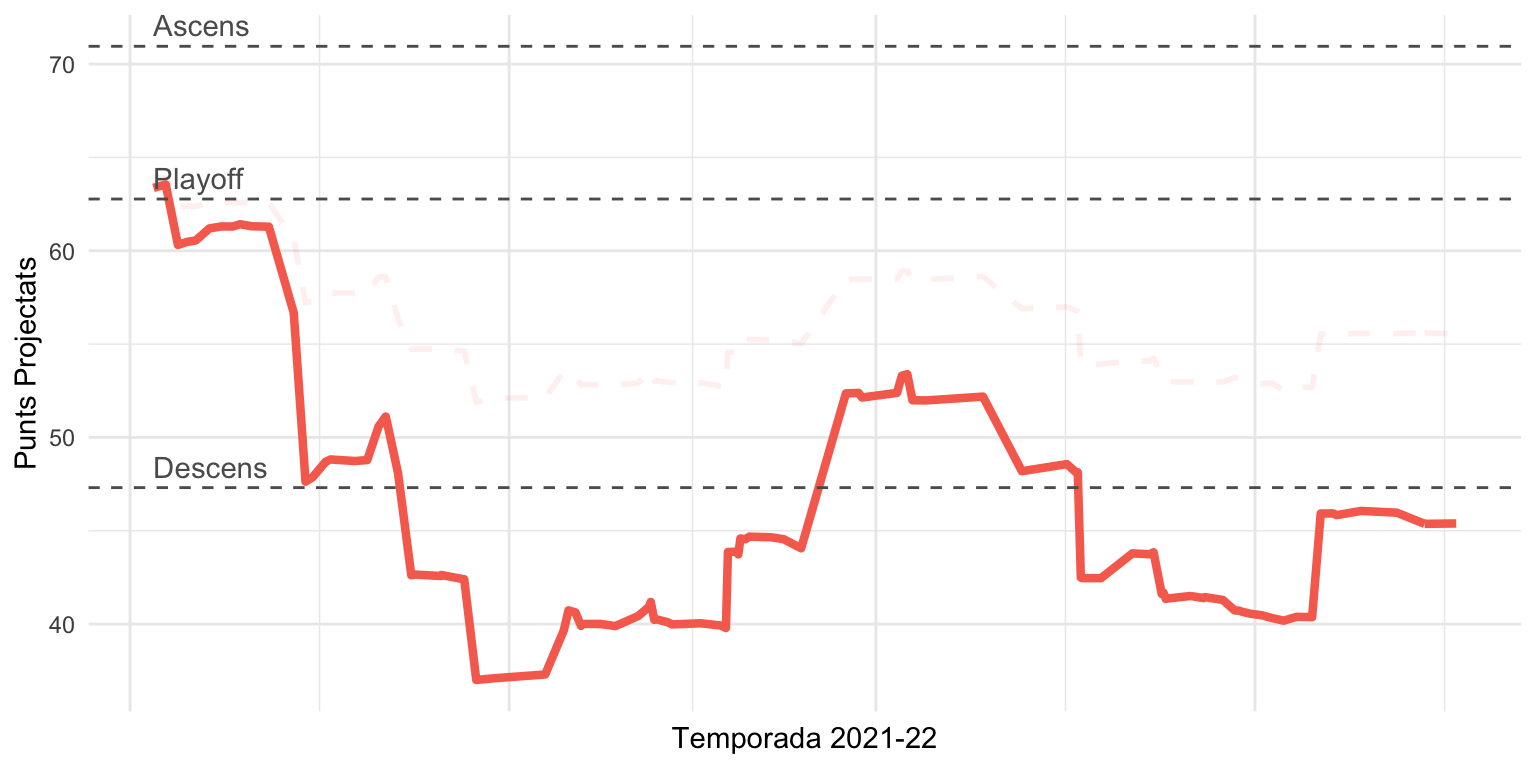 Ascens
70
Playoff
60
Punts Projectats
50
Descens
40
Temporada 2021-22